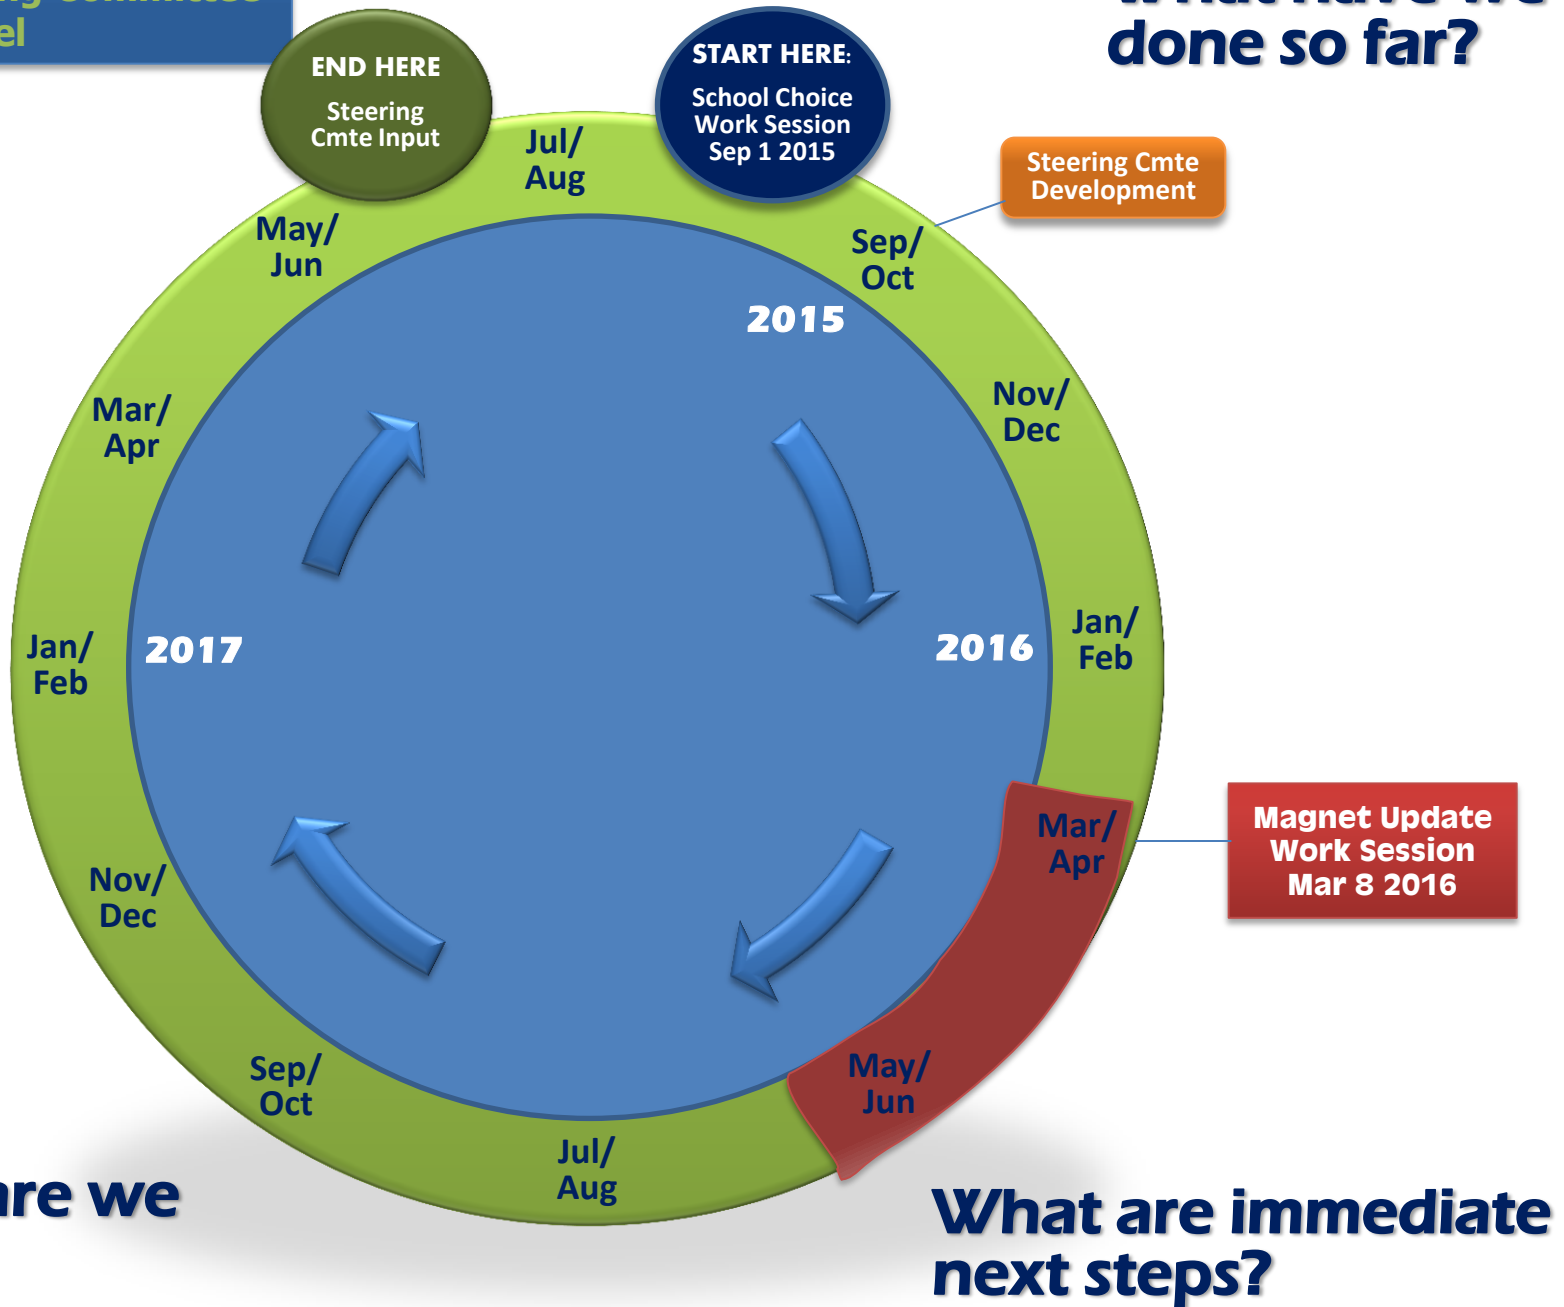 el
done so far?
END HERE
Steering
Cmte Input
START HERE:
School Choice
Work Session
Sep 1 2015
Steering Cmte
Development
Jul/
Aug
Sep/
Oct
Nov/
Dec
Jan/
Feb
Mar/
Apr
May/
Jun
Jul/
Aug
Sep/
Oct
Nov/
Dec
Jan/
Feb
Mar/
Apr
May/
Jun
2015
2016
2017
Magnet Update
Work Session
Mar 8 2016
are we
What are immediate
next steps?